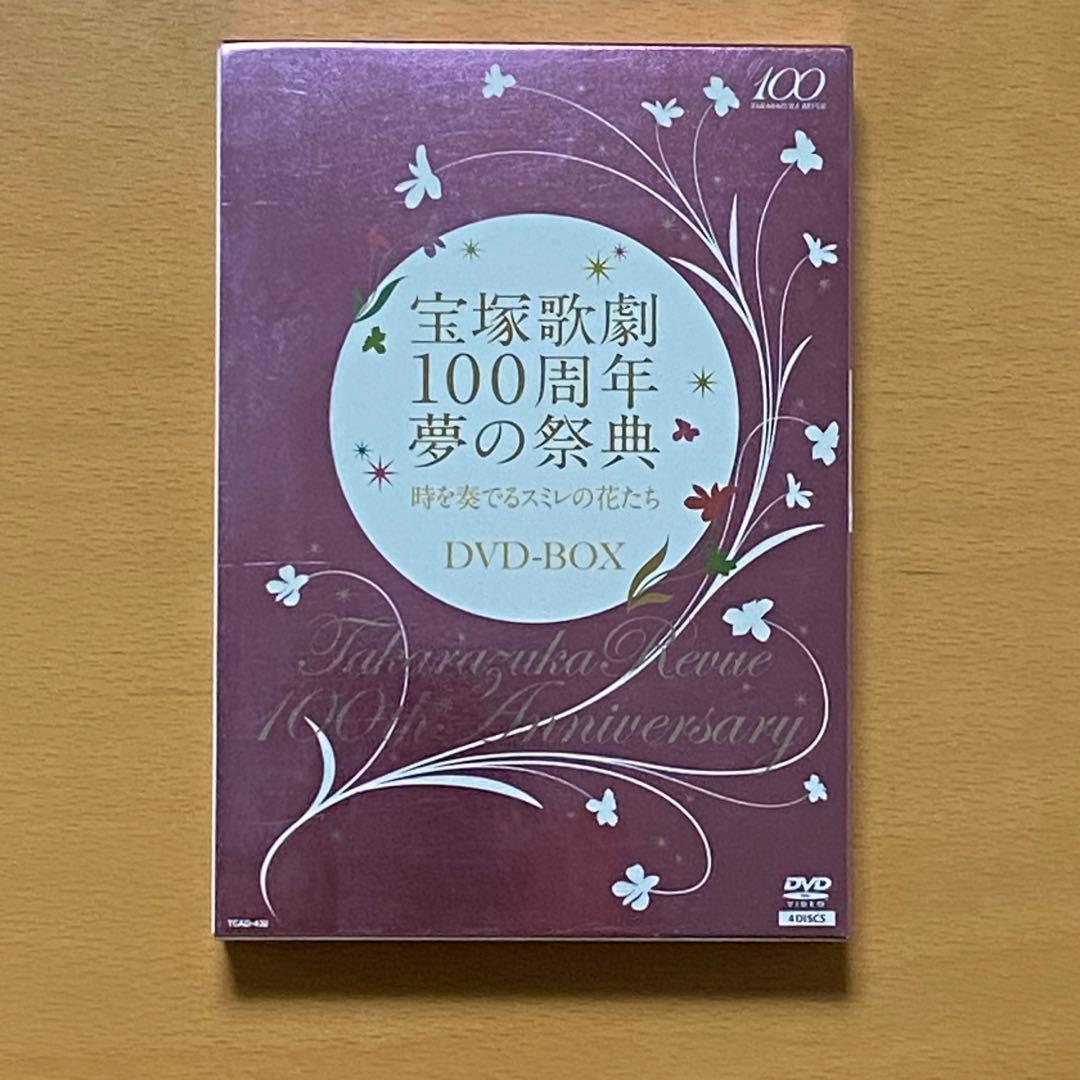 100
TAKARAZUKA REVUE
宝塚歌劇
100周年
夢の祭典
時を奏でるスミレの花たち
DVD-BOX
Takarazuka Revue
100th Anniversary
DVD
VIDEO
4 DISCS